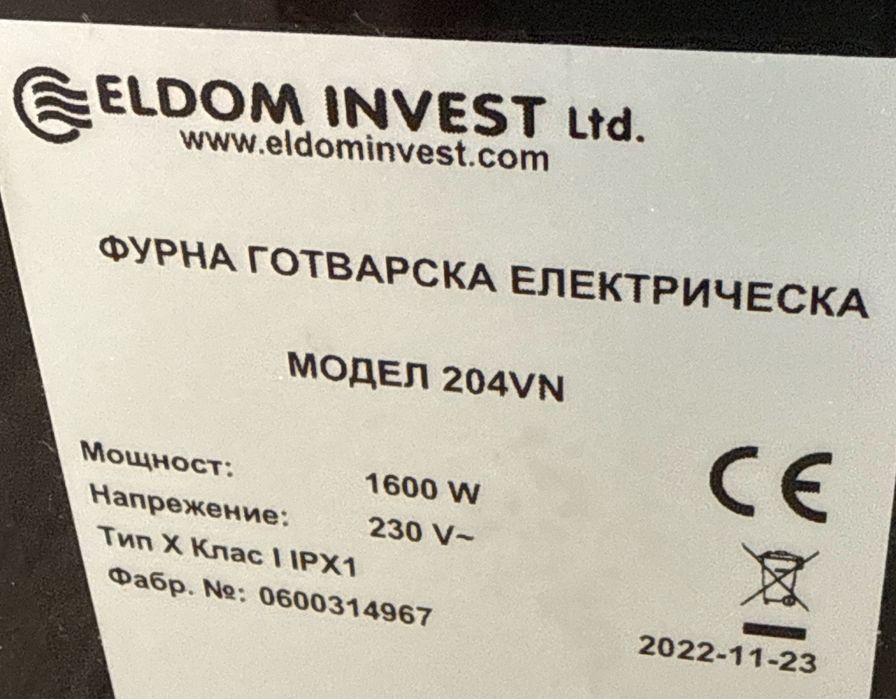 ELDOM INVEST Ltd.
www.eldominvest.com
ФУРНА ГОТВАРСКА ЕЛЕКТРИЧЕСКА
МОДЕЛ 204VN
Мощност: 1600 W
Напрежение: 230 V~
Тип X Клас I IPX1
Фабр. №: 0600314967
CE
2022-11-23